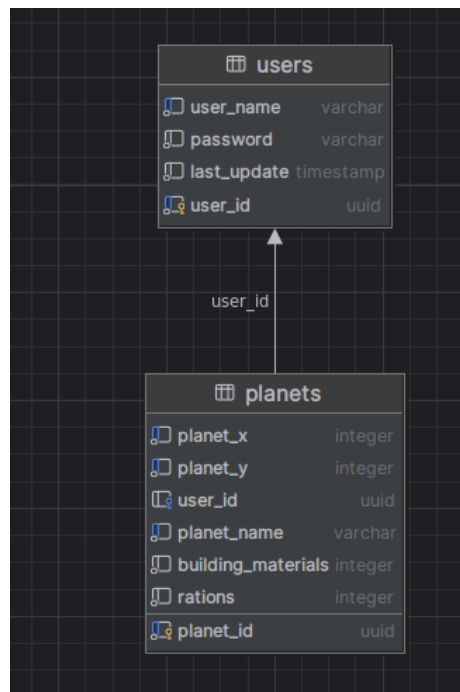 users
user_name varchar
password varchar
last_update timestamp
user_id uuid
user_id
planets
planet_x integer
planet_y integer
user_id uuid
planet_name varchar
building_materials integer
rations integer
planet_id uuid